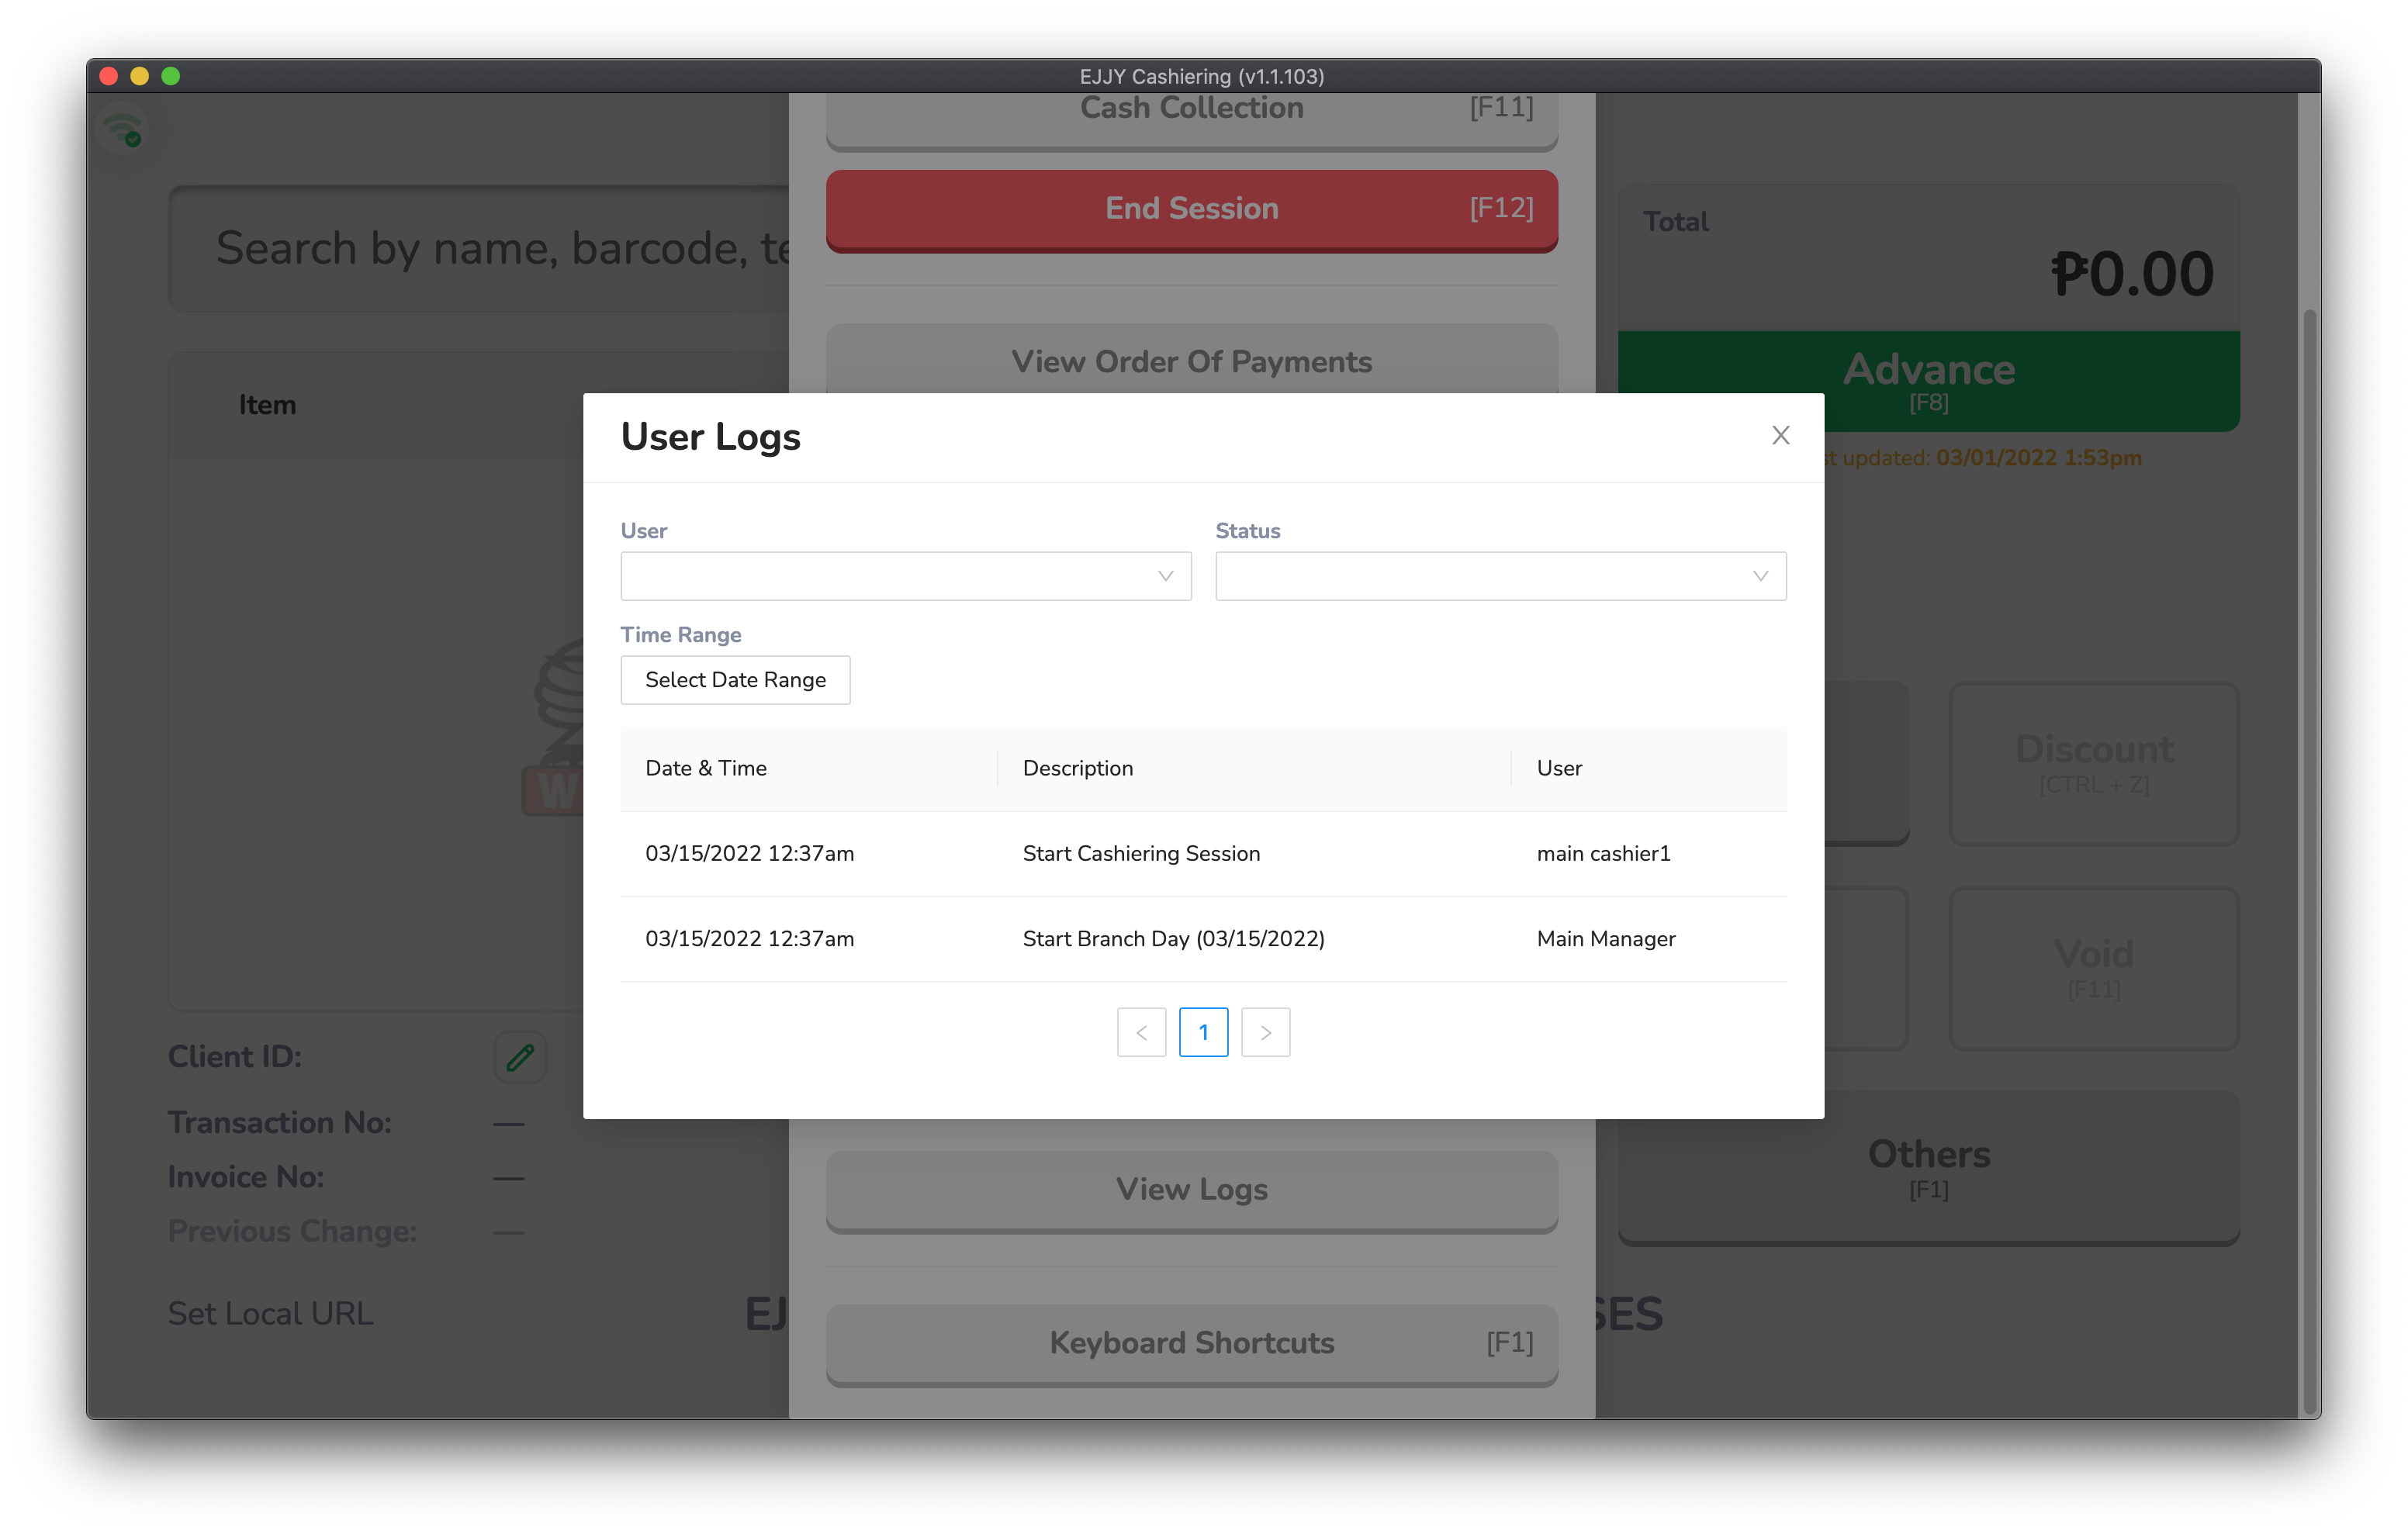 EJJY Cashiering (v1.1.103)
Cash Collection [F11]
End Session [F12]
Search by name, barcode,
Total
₱0.00
View Order Of Payments
Advance
[F8]
Item
updated: 03/01/2022 1:53pm
User Logs
User Status
Time Range
Select Date Range
Date & Time Description User
03/15/2022 12:37am Start Cashiering Session main cashier1
03/15/2022 12:37am Start Branch Day (03/15/2022) Main Manager
< 1 >
Discount
[CTRL + Z]
Void
[F11]
Client ID:
Transaction No: —
Invoice No: —
Previous Change: —
Others
[F1]
View Logs
Set Local URL
Keyboard Shortcuts [F1]